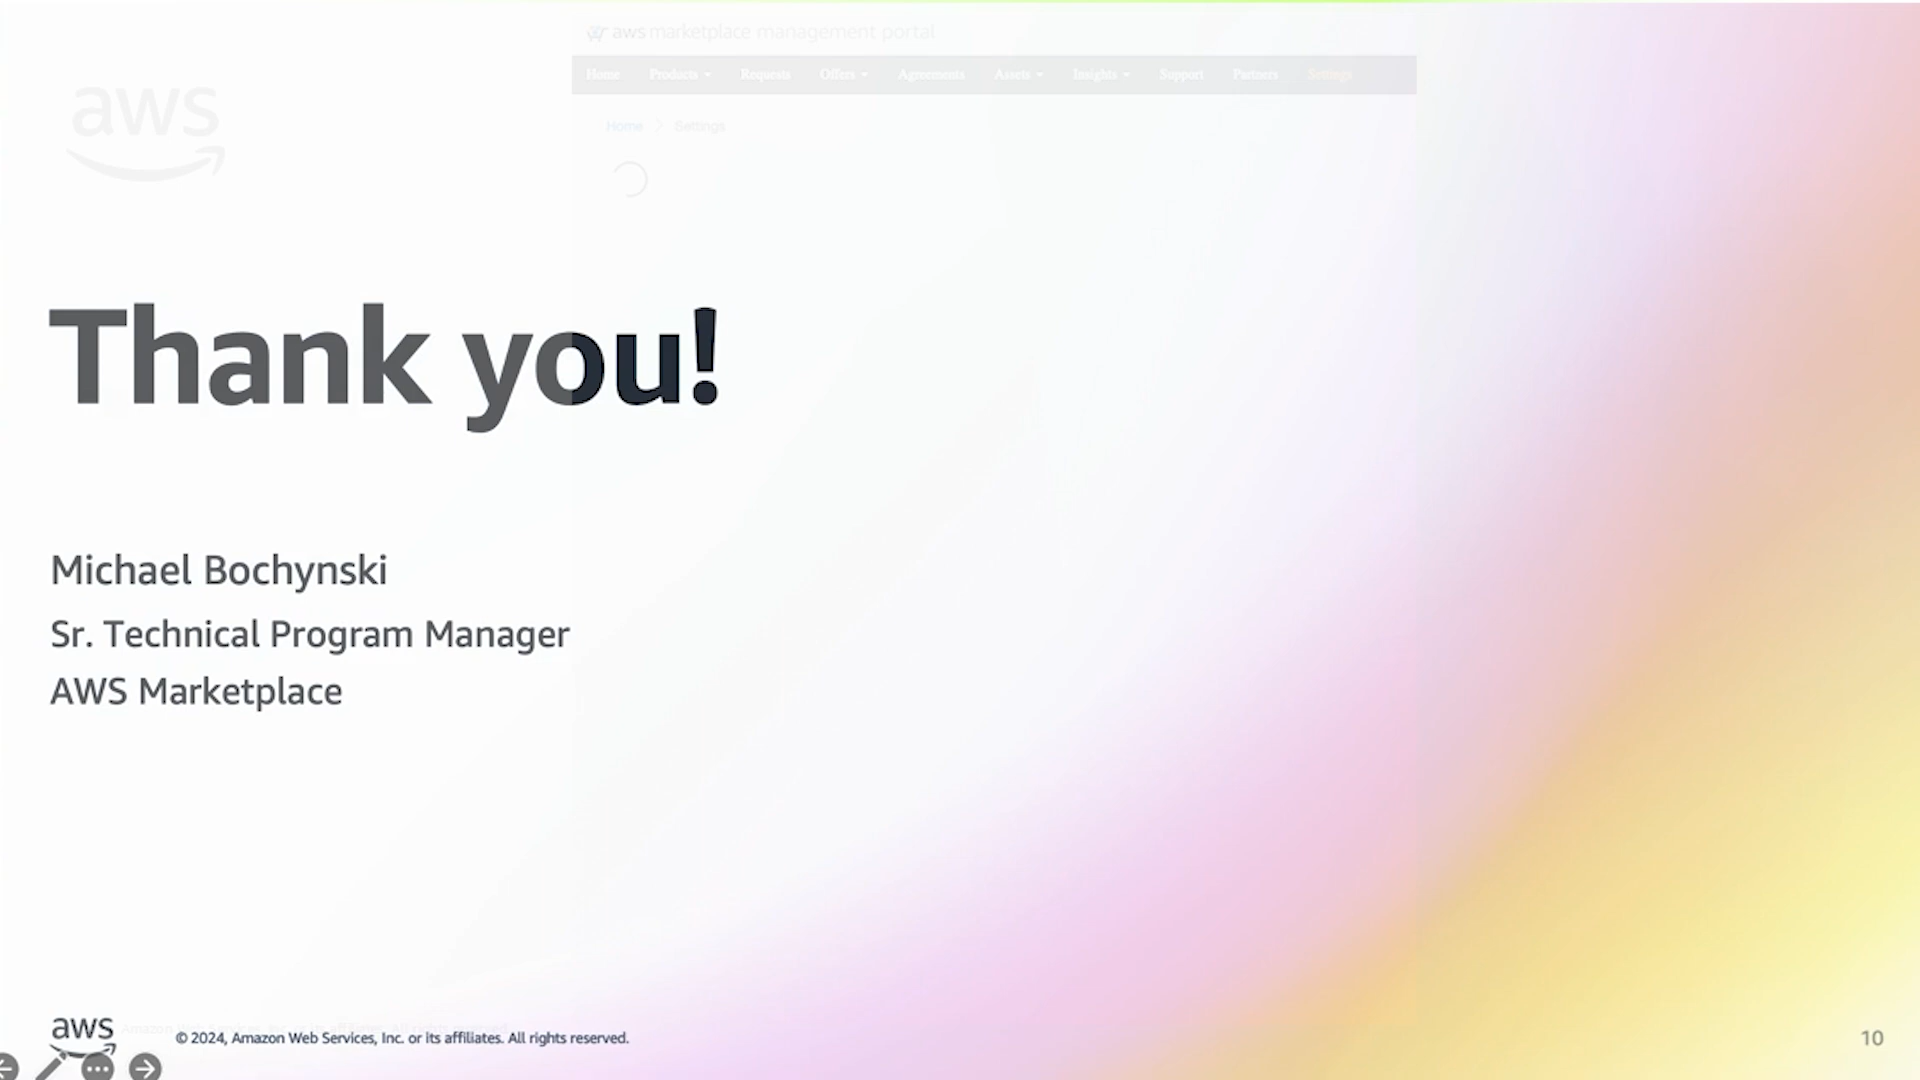 aws marketplace management portal
Home Products Requests Offers Agreements Assets Insights Support Partners Settings
aws
Home > Settings
Thank you!
Michael Bochynski
Sr. Technical Program Manager
AWS Marketplace
aws
© 2024, Amazon Web Services, Inc. or its affiliates. All rights reserved.
10